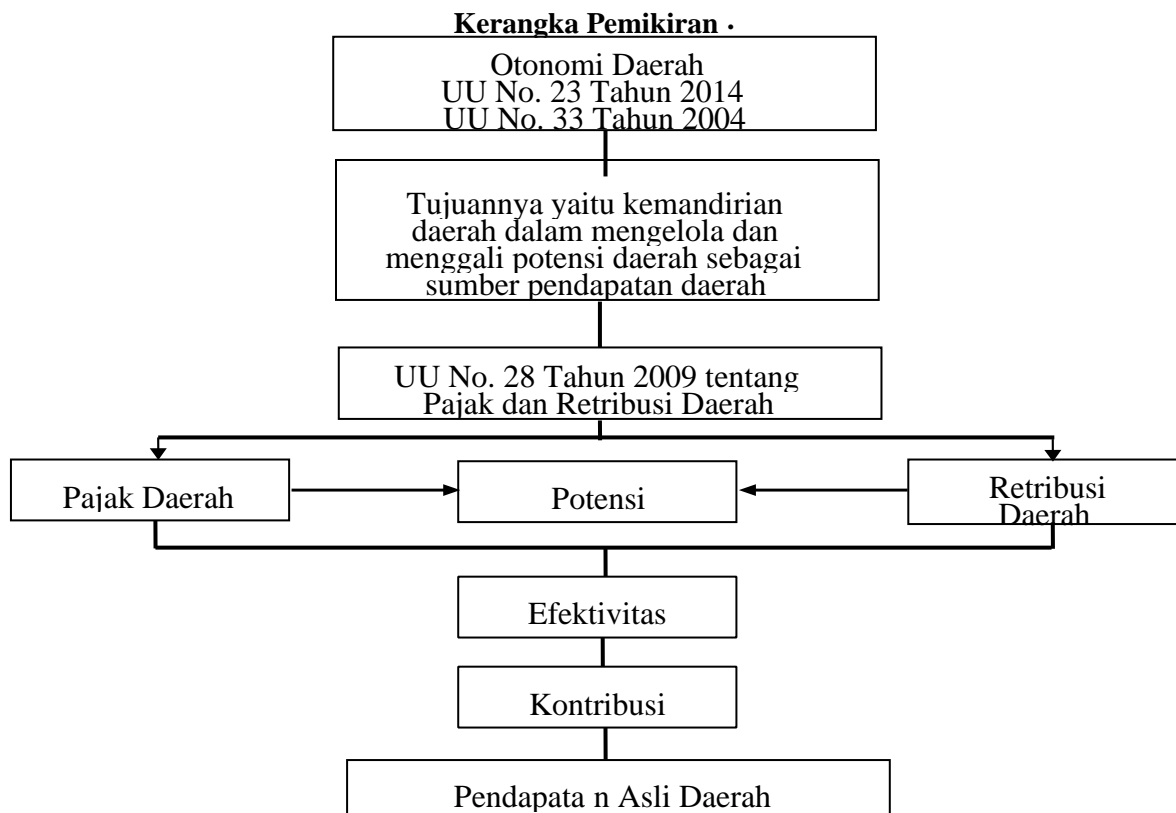 Kerangka Pemikiran .
Otonomi Daerah
UU No. 23 Tahun 2014
UU No. 33 Tahun 2004
Tujuannya yaitu kemandirian
daerah dalam mengelola dan
menggali potensi daerah sebagai
sumber pendapatan daerah
UU No. 28 Tahun 2009 tentang
Pajak dan Retribusi Daerah
Pajak Daerah
Potensi
Retribusi
Daerah
Efektivitas
Kontribusi
Pendapata n Asli Daerah